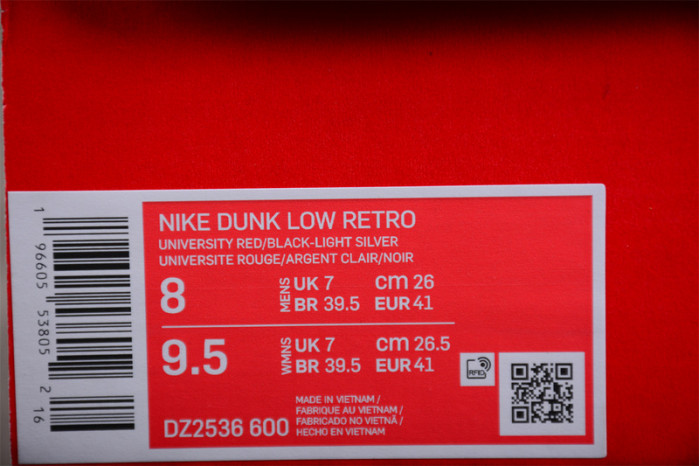 NIKE DUNK LOW RETRO
UNIVERSITY RED/BLACK-LIGHT SILVER
UNIVERSITE ROUGE/ARGENT CLAIR/NOIR
8 MENS UK 7 cm 26
BR 39.5 EUR 41
9.5 WMNS UK 7 cm 26.5
BR 39.5 EUR 41
RFID
MADE IN VIETNAM /
FABRIQUE AU VIETNAM /
FABRICADO NO VIETNÃ /
HECHO EN VIETNAM
DZ2536 600
1 96605 53805 2 16